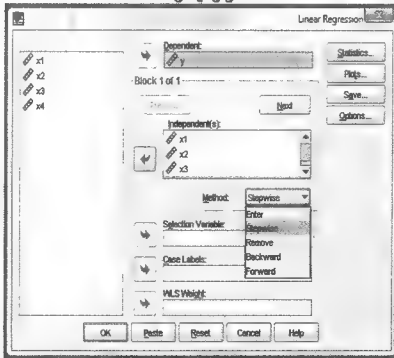 Linear Regression
x1
x2
x3
x4
Dependent:
y
Block 1 of 1
Next
Independent(s):
x1
x2
x3
Method:
Stepwise
Enter
Stepwise
Remove
Backward
Forward
Selection Variable:
Case Labels:
WLS Weight:
Statistics...
Plots...
Save...
Options...
OK
Paste
Reset
Cancel
Help